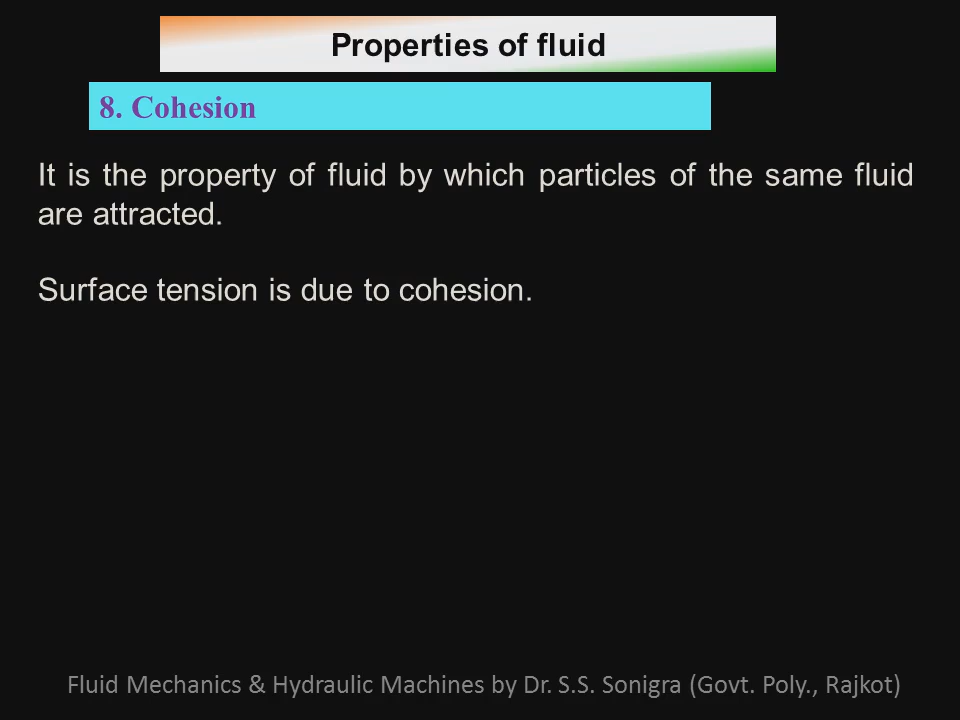 Properties of fluid
8. Cohesion
It is the property of fluid by which particles of the same fluid
are attracted.
Surface tension is due to cohesion.
Fluid Mechanics & Hydraulic Machines by Dr. S.S. Sonigra (Govt. Poly., Rajkot)